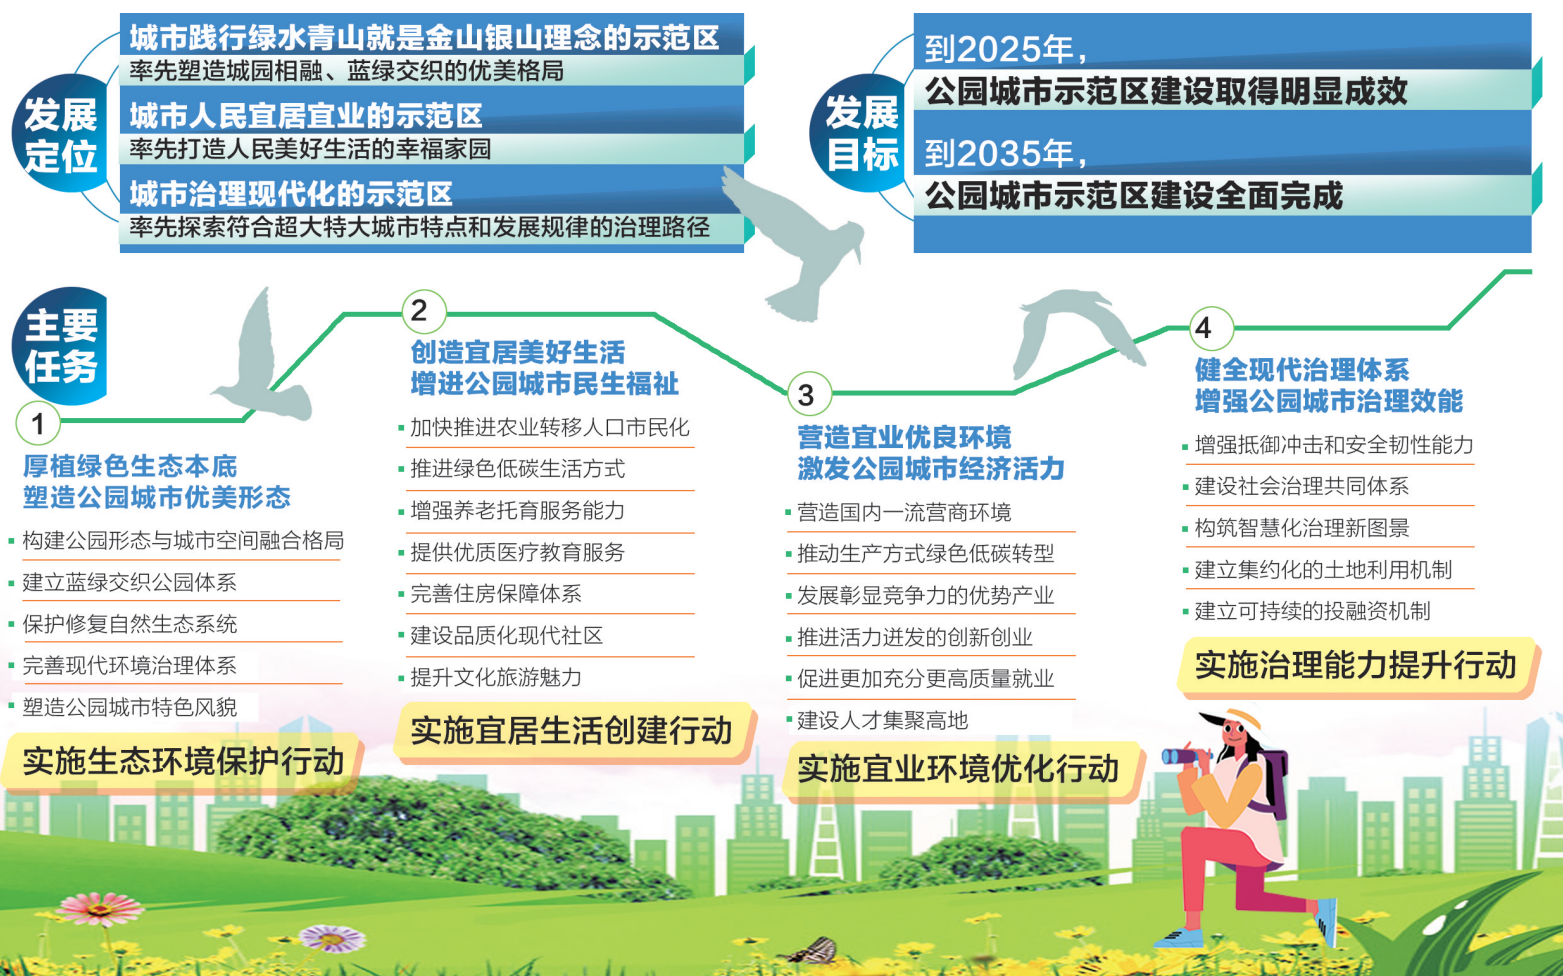 发展
定位
城市践行绿水青山就是金山银山理念的示范区
率先塑造城园相融、蓝绿交织的优美格局
城市人民宜居宜业的示范区
率先打造人民美好生活的幸福家园
城市治理现代化的示范区
率先探索符合超大特大城市特点和发展规律的治理路径
发展
目标
到2025年，
公园城市示范区建设取得明显成效
到2035年，
公园城市示范区建设全面完成
主要
任务
1
厚植绿色生态本底
塑造公园城市优美形态
构建公园形态与城市空间融合格局
建立蓝绿交织公园体系
保护修复自然生态系统
完善现代环境治理体系
塑造公园城市特色风貌
实施生态环境保护行动
2
创造宜居美好生活
增进公园城市民生福祉
加快推进农业转移人口市民化
推进绿色低碳生活方式
增强养老托育服务能力
提供优质医疗教育服务
完善住房保障体系
建设品质化现代社区
提升文化旅游魅力
实施宜居生活创建行动
3
营造宜业优良环境
激发公园城市经济活力
营造国内一流营商环境
推动生产方式绿色低碳转型
发展彰显竞争力的优势产业
推进活力迸发的创新创业
促进更加充分更高质量就业
建设人才集聚高地
实施宜业环境优化行动
4
健全现代治理体系
增强公园城市治理效能
增强抵御冲击和安全韧性能力
建设社会治理共同体系
构筑智慧化治理新图景
建立集约化的土地利用机制
建立可持续的投融资机制
实施治理能力提升行动